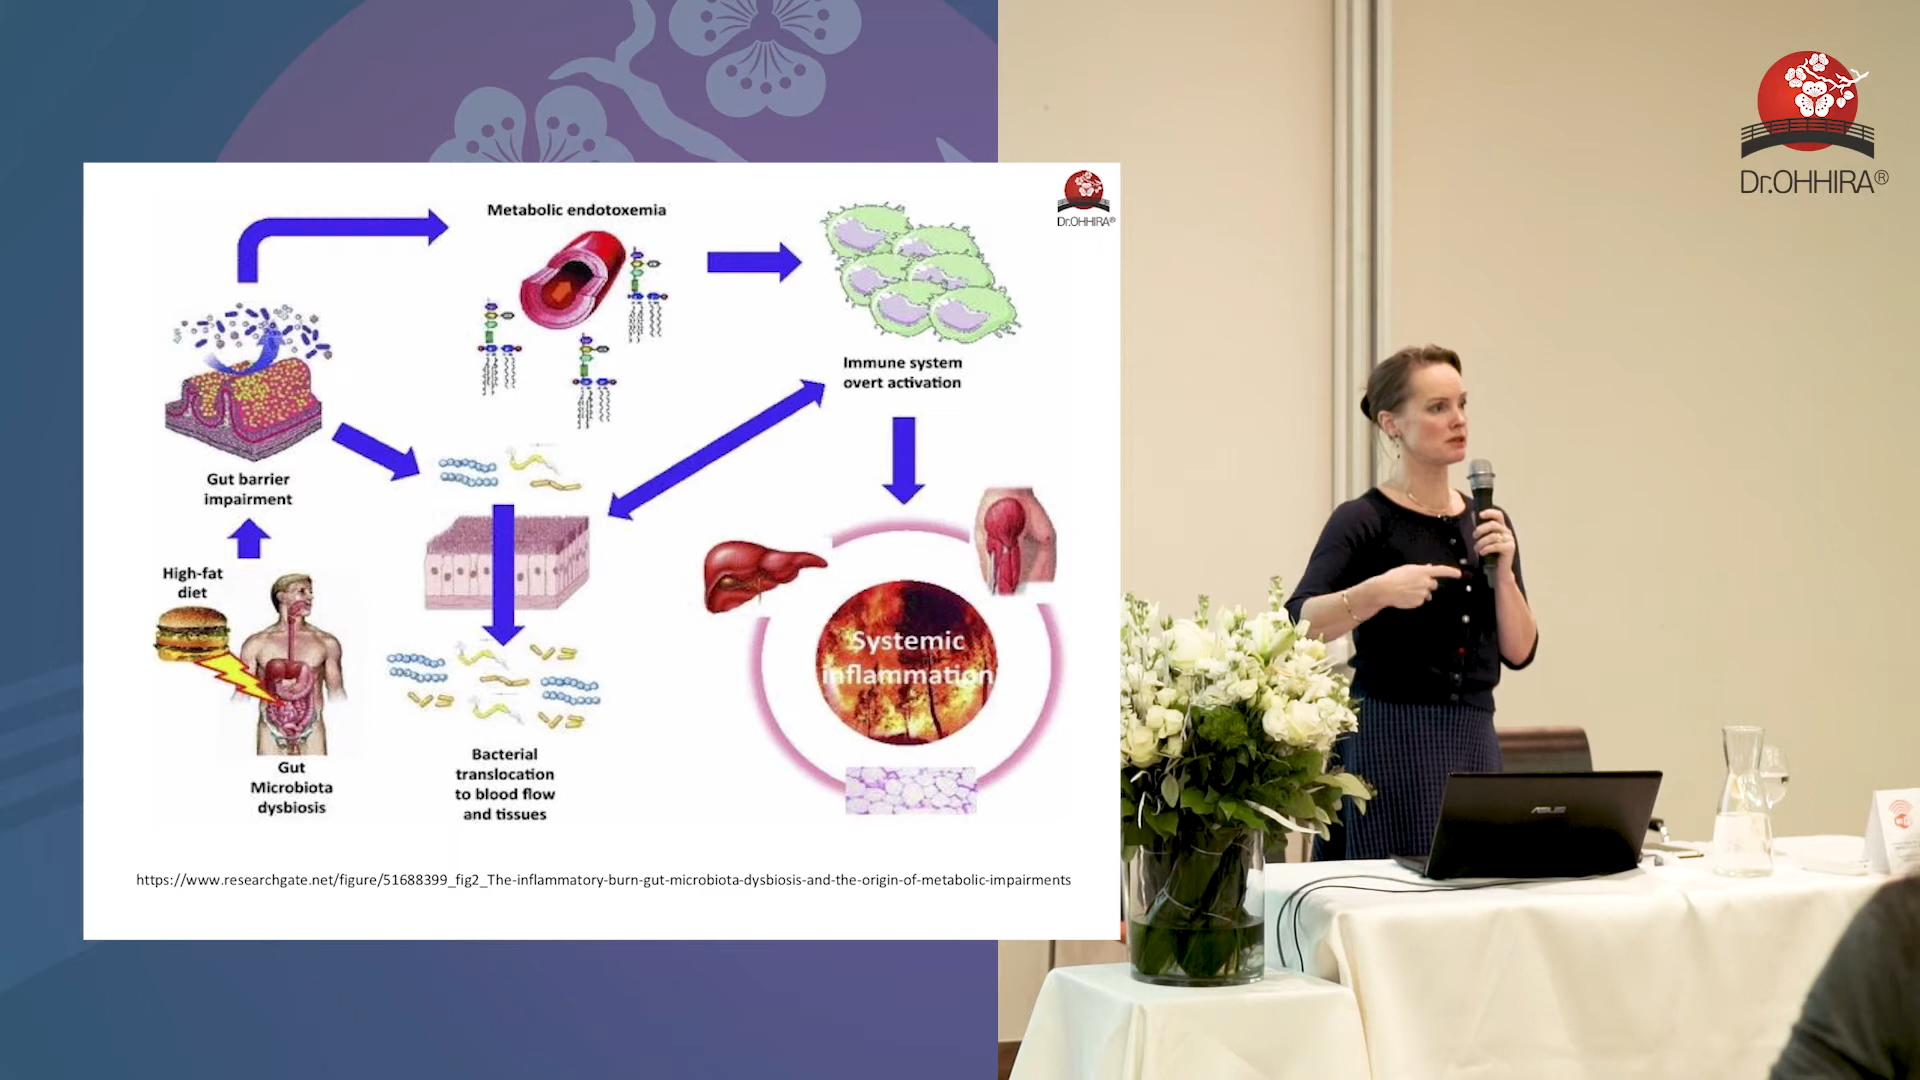 Dr.OHHIRA®
Dr.OHHIRA®
Metabolic endotoxemia
Immune system
overt activation
Gut barrier
impairment
High-fat
diet
Gut
Microbiota
dysbiosis
Bacterial
translocation
to blood flow
and tissues
Systemic
inflammation
https://www.researchgate.net/figure/51688399_fig2_The-inflammatory-burn-gut-microbiota-dysbiosis-and-the-origin-of-metabolic-impairments
ASUS